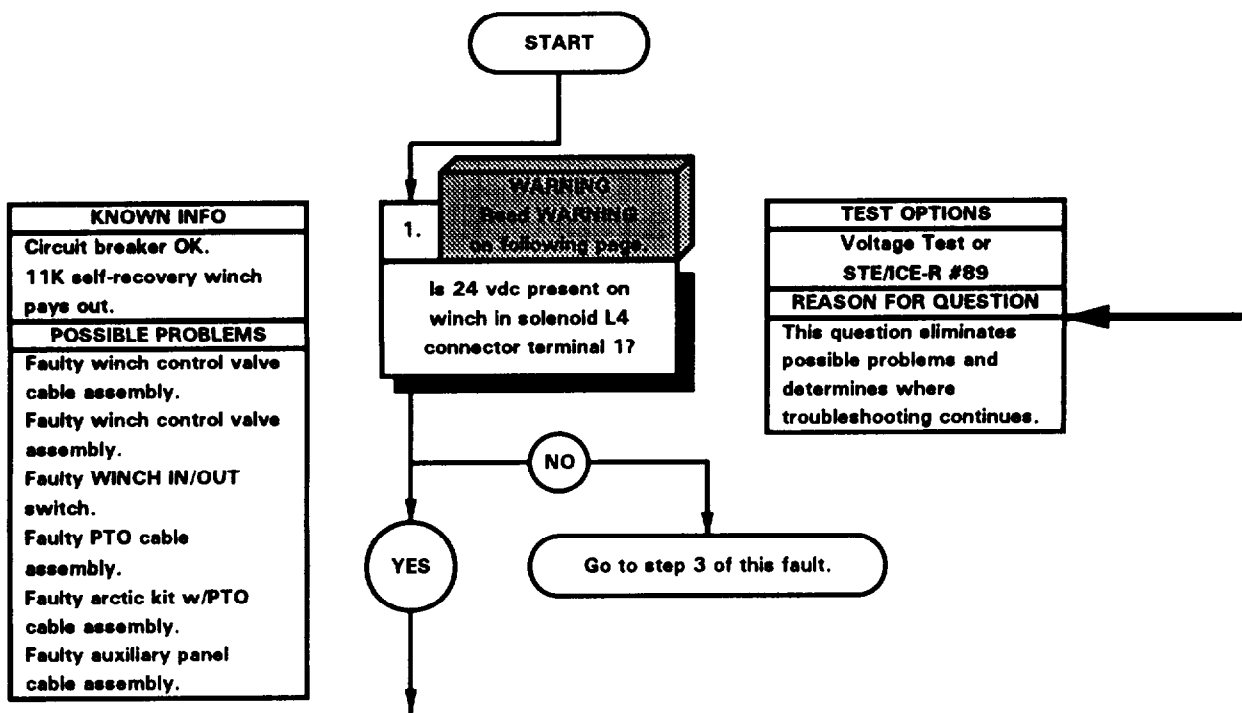 START
KNOWN INFO
Circuit breaker OK.
11K self-recovery winch
pays out.
POSSIBLE PROBLEMS
Faulty winch control valve
cable assembly.
Faulty winch control valve
assembly.
Faulty WINCH IN/OUT
switch.
Faulty PTO cable
assembly.
Faulty arctic kit w/PTO
cable assembly.
Faulty auxiliary panel
cable assembly.
1.
WARNING
Read WARNING
on following page.
Is 24 vdc present on
winch in solenoid L4
connector terminal 1?
TEST OPTIONS
Voltage Test or
STE/ICE-R #89
REASON FOR QUESTION
This question eliminates
possible problems and
determines where
troubleshooting continues.
NO
YES
Go to step 3 of this fault.